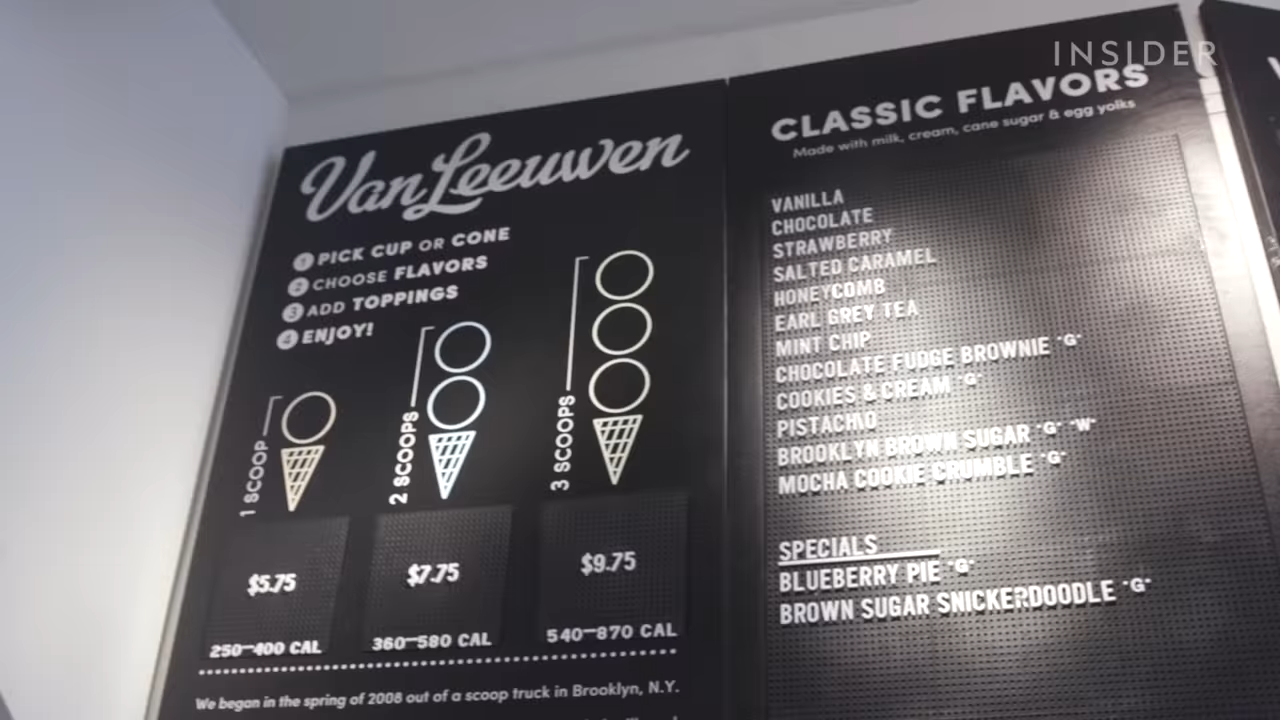 INSIDER
Van Leeuwen
1 PICK CUP OR CONE
2 CHOOSE FLAVORS
3 ADD TOPPINGS
4 ENJOY!
1 SCOOP
2 SCOOPS
3 SCOOPS
$5.75
$7.75
$9.75
250–400 CAL
360–580 CAL
540–870 CAL
We began in the spring of 2008 out of a scoop truck in Brooklyn, N.Y.
CLASSIC FLAVORS
Made with milk, cream, cane sugar & egg yolks
VANILLA
CHOCOLATE
STRAWBERRY
SALTED CARAMEL
HONEYCOMB
EARL GREY TEA
MINT CHIP
CHOCOLATE FUDGE BROWNIE "G"
COOKIES & CREAM "G"
PISTACHIO
BROOKLYN BROWN SUGAR "G" "W"
MOCHA COOKIE CRUMBLE "G"
SPECIALS
BLUEBERRY PIE "G"
BROWN SUGAR SNICKERDOODLE "G"